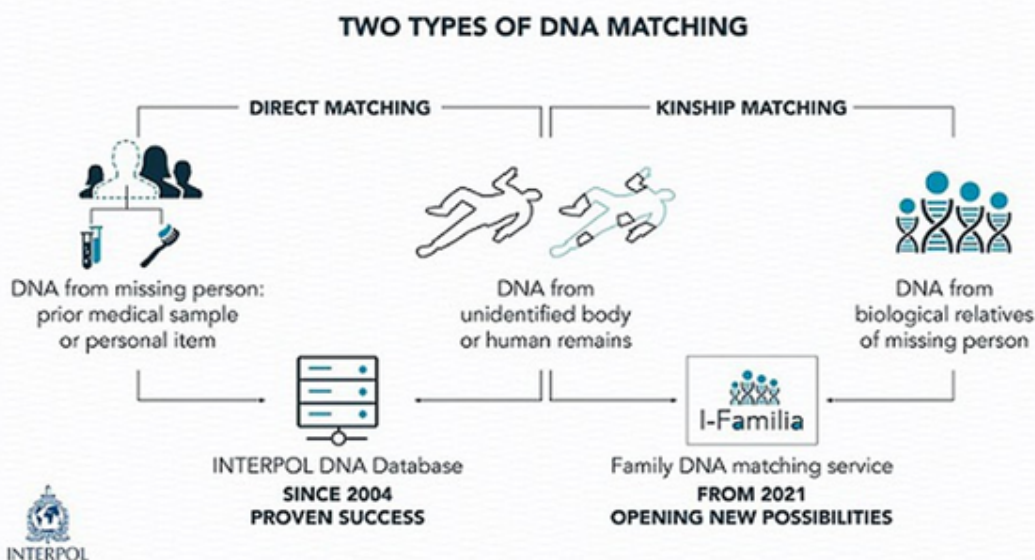 TWO TYPES OF DNA MATCHING
DIRECT MATCHING
KINSHIP MATCHING
DNA from missing person:
prior medical sample
or personal item
DNA from
unidentified body
or human remains
DNA from
biological relatives
of missing person
I-Familia
INTERPOL DNA Database
SINCE 2004
PROVEN SUCCESS
Family DNA matching service
FROM 2021
OPENING NEW POSSIBILITIES
INTERPOL